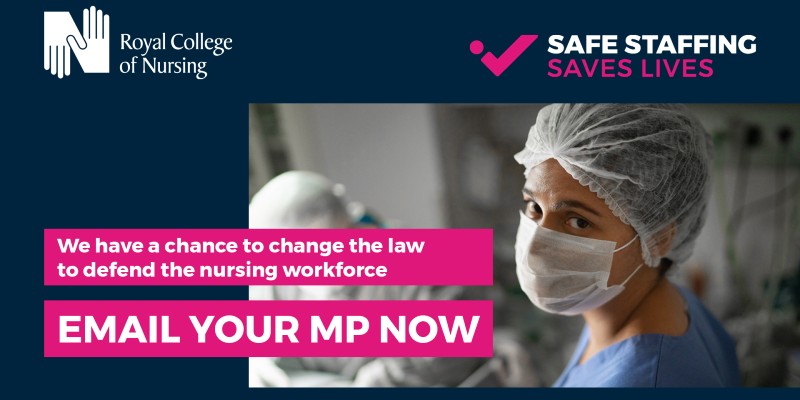 Royal College
of Nursing
SAFE STAFFING
SAVES LIVES
We have a chance to change the law
to defend the nursing workforce
EMAIL YOUR MP NOW